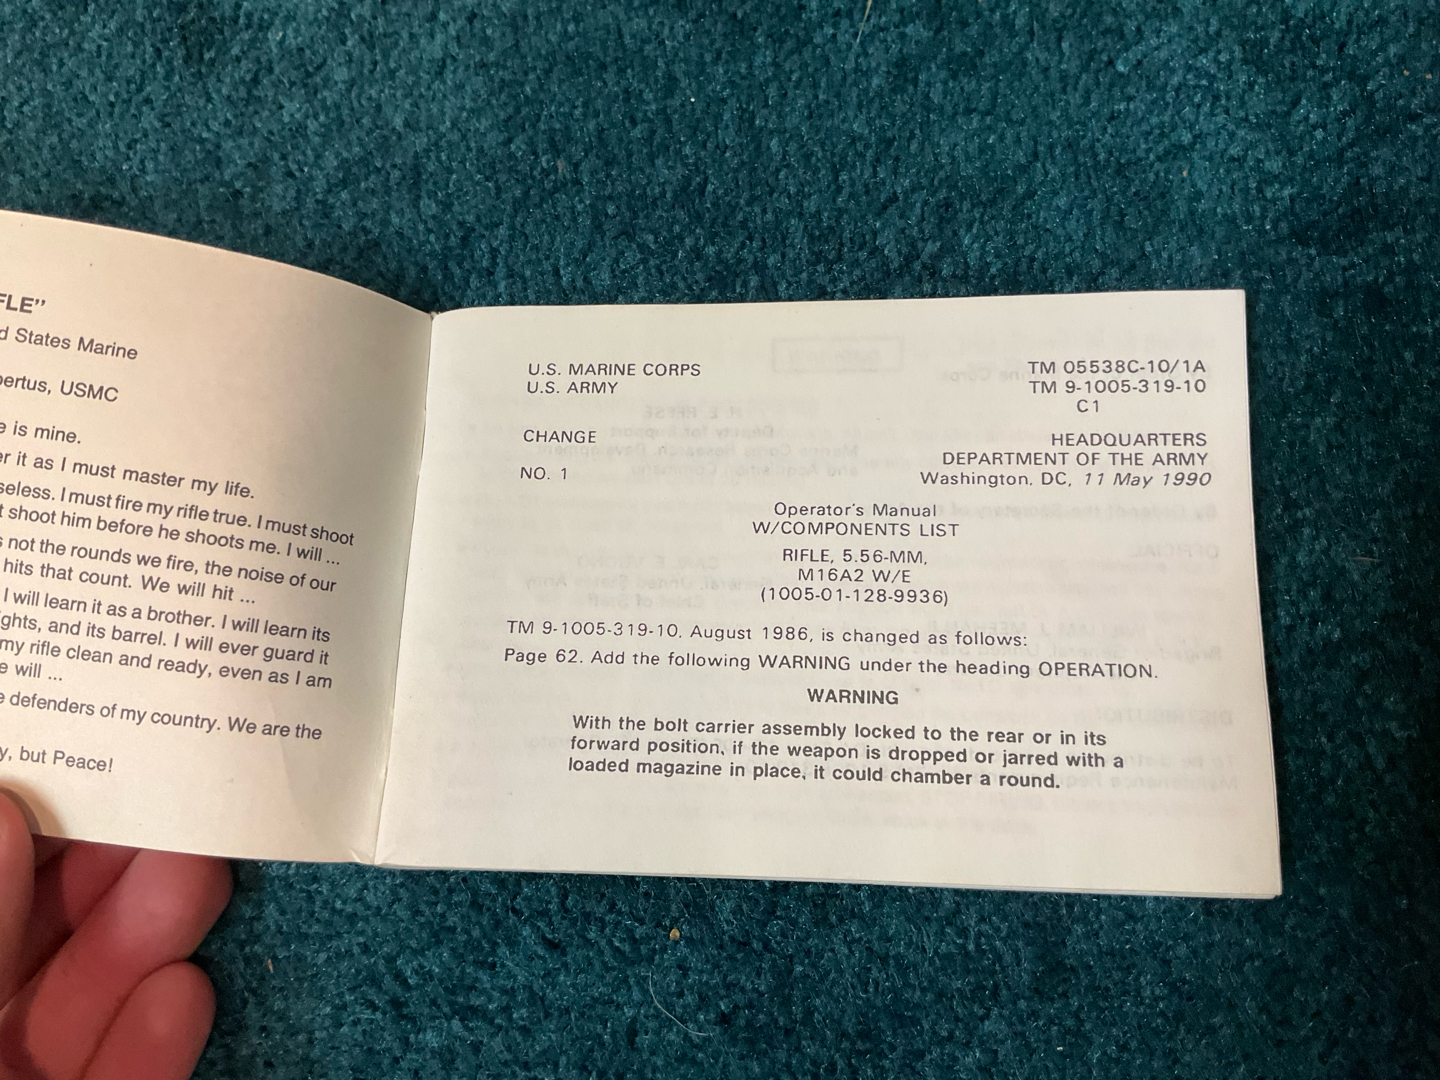 FLE"
d States Marine
bertus, USMC
e is mine.
er it as I must master my life.
seless. I must fire my rifle true. I must shoot
t shoot him before he shoots me. I will ...
s not the rounds we fire, the noise of our
hits that count. We will hit ...
I will learn it as a brother. I will learn its
ights, and its barrel. I will ever guard it
my rifle clean and ready, even as I am
e will ...
e defenders of my country. We are the
y, but Peace!
U.S. MARINE CORPS
U.S. ARMY
TM 05538C-10/1A
TM 9-1005-319-10
C1
CHANGE
NO. 1
HEADQUARTERS
DEPARTMENT OF THE ARMY
Washington, DC, 11 May 1990
Operator's Manual
W/COMPONENTS LIST
RIFLE, 5.56-MM,
M16A2 W/E
(1005-01-128-9936)
TM 9-1005-319-10, August 1986, is changed as follows:
Page 62. Add the following WARNING under the heading OPERATION.
WARNING
With the bolt carrier assembly locked to the rear or in its
forward position, if the weapon is dropped or jarred with a
loaded magazine in place, it could chamber a round.